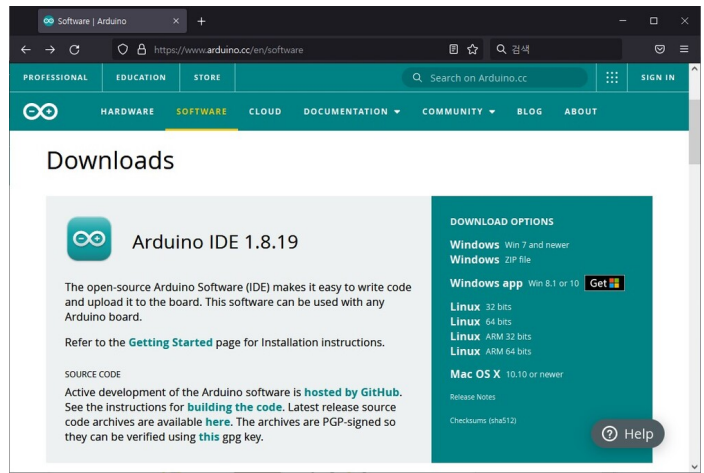 Software | Arduino
https://www.arduino.cc/en/software
검색
PROFESSIONAL EDUCATION STORE
Search on Arduino.cc
SIGN IN
HARDWARE SOFTWARE CLOUD DOCUMENTATION COMMUNITY BLOG ABOUT
Downloads
Arduino IDE 1.8.19
The open-source Arduino Software (IDE) makes it easy to write code
and upload it to the board. This software can be used with any
Arduino board.
Refer to the Getting Started page for Installation instructions.
SOURCE CODE
Active development of the Arduino software is hosted by GitHub.
See the instructions for building the code. Latest release source
code archives are available here. The archives are PGP-signed so
they can be verified using this gpg key.
DOWNLOAD OPTIONS
Windows Win 7 and newer
Windows ZIP file
Windows app Win 8.1 or 10 Get
Linux 32 bits
Linux 64 bits
Linux ARM 32 bits
Linux ARM 64 bits
Mac OS X 10.10 or newer
Release Notes
Checksums (sha512)
Help